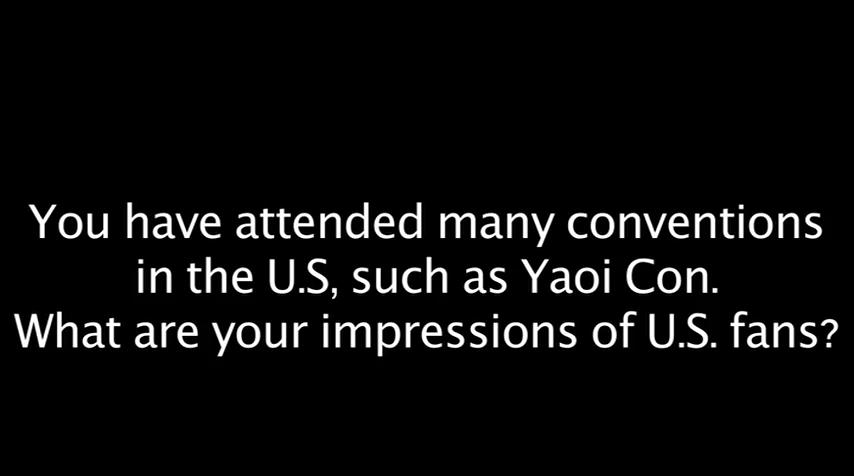 You have attended many conventions
in the U.S, such as Yaoi Con.
What are your impressions of U.S. fans?